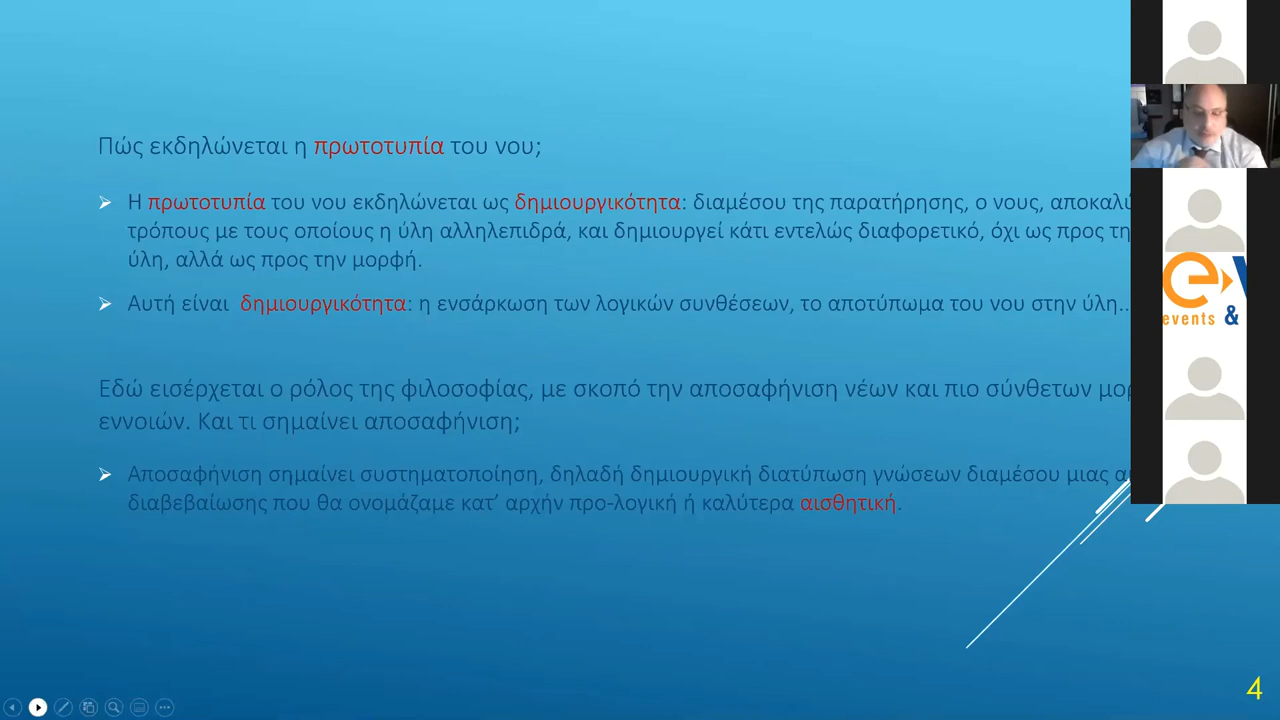 Πώς εκδηλώνεται η πρωτοτυπία του νου;
Η πρωτοτυπία του νου εκδηλώνεται ως δημιουργικότητα: διαμέσου της παρατήρησης, ο νους,
τρόπους με τους οποίους η ύλη αλληλεπιδρά, και δημιουργεί κάτι εντελώς διαφορετικό, όχι ως προς
ύλη, αλλά ως προς την μορφή.
Αυτή είναι δημιουργικότητα: η ενσάρκωση των λογικών συνθέσεων, το αποτύπωμα του νου στην ύλη..
Εδώ εισέρχεται ο ρόλος της φιλοσοφίας, με σκοπό την αποσαφήνιση νέων και πιο σύνθετων
εννοιών. Και τι σημαίνει αποσαφήνιση;
Αποσαφήνιση σημαίνει συστηματοποίηση, δηλαδή δημιουργική διατύπωση γνώσεων διαμέσου μιας
διαβεβαίωσης που θα ονομάζαμε κατ’ αρχήν προ-λογική ή καλύτερα αισθητική.
e
events &
4